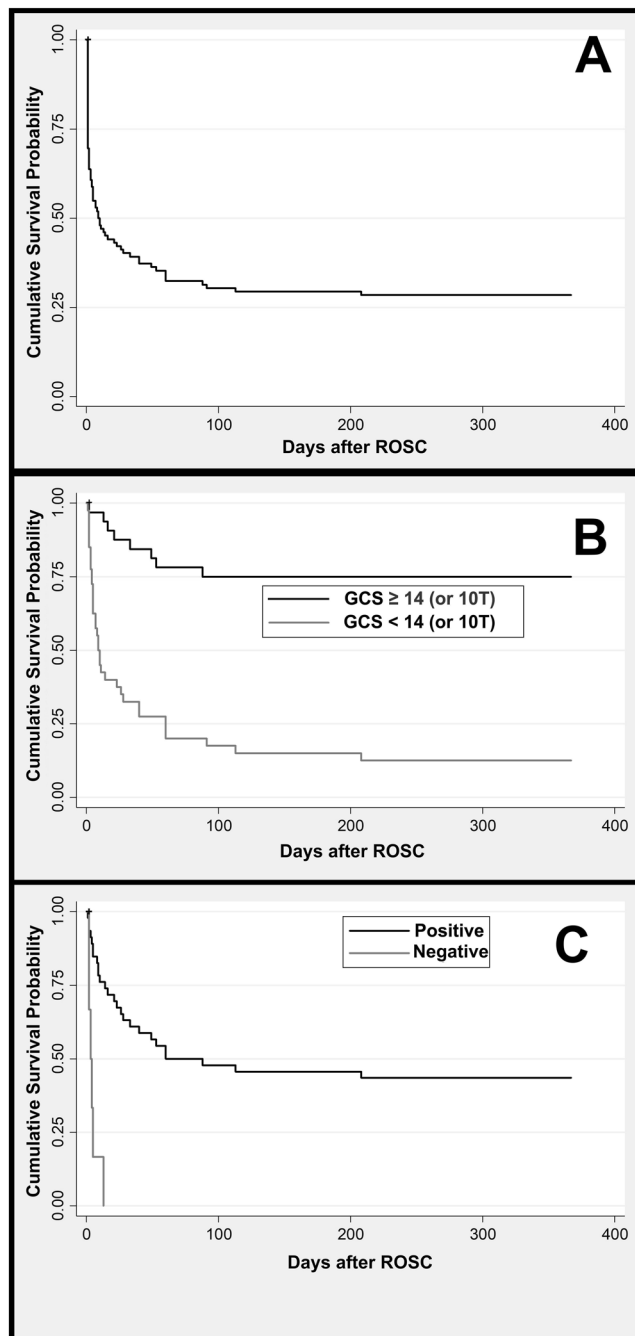 A
Cumulative Survival Probability
1.00
0.75
0.50
0.25
0.00
0 100 200 300 400
Days after ROSC
B
Cumulative Survival Probability
1.00
0.75
0.50
0.25
0.00
GCS ≥ 14 (or 10T)
GCS < 14 (or 10T)
0 100 200 300 400
Days after ROSC
C
Cumulative Survival Probability
1.00
0.75
0.50
0.25
0.00
Positive
Negative
0 100 200 300 400
Days after ROSC